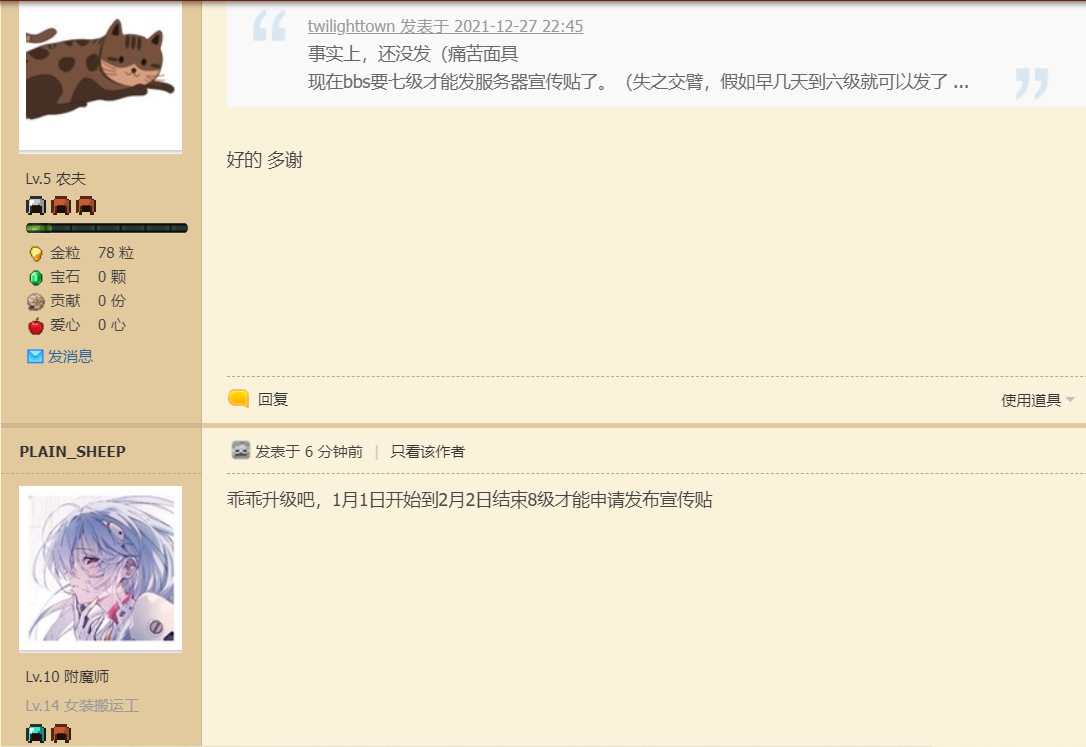 twilighttown 发表于 2021-12-27 22:45
事实上，还没发（痛苦面具
现在bbs要七级才能发服务器宣传贴了。（失之交臂，假如早几天到六级就可以发了 ...
好的 多谢
Lv.5 农夫
金粒 78 粒
宝石 0 颗
贡献 0 份
爱心 0 心
发消息
回复
使用道具
PLAIN_SHEEP
发表于 6 分钟前 | 只看该作者
乖乖升级吧，1月1日开始到2月2日结束8级才能申请发布宣传贴
Lv.10 附魔师
Lv.14 女装搬运工